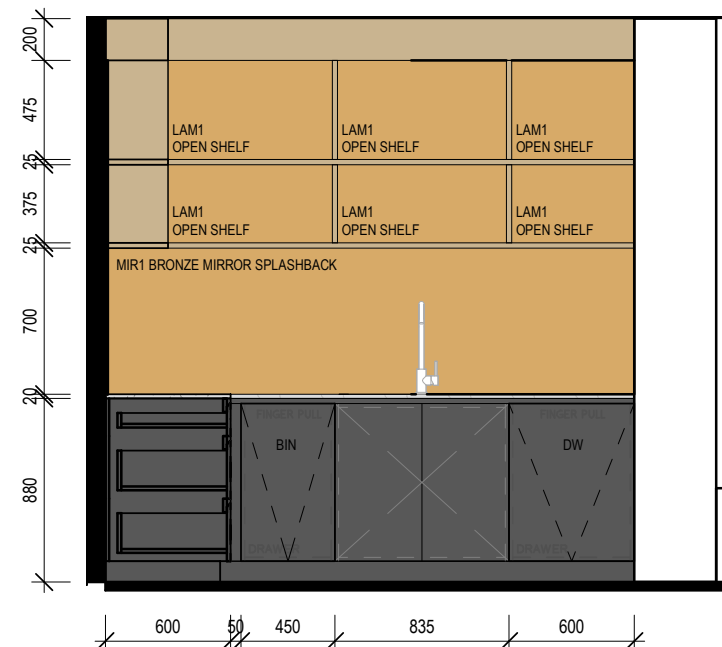 200
475
LAM1
OPEN SHELF
LAM1
OPEN SHELF
LAM1
OPEN SHELF
25
375
LAM1
OPEN SHELF
LAM1
OPEN SHELF
LAM1
OPEN SHELF
25
MIR1 BRONZE MIRROR SPLASHBACK
700
20
FINGER PULL
FINGER PULL
BIN
DW
880
DRAWER
DRAWER
600
50
450
835
600